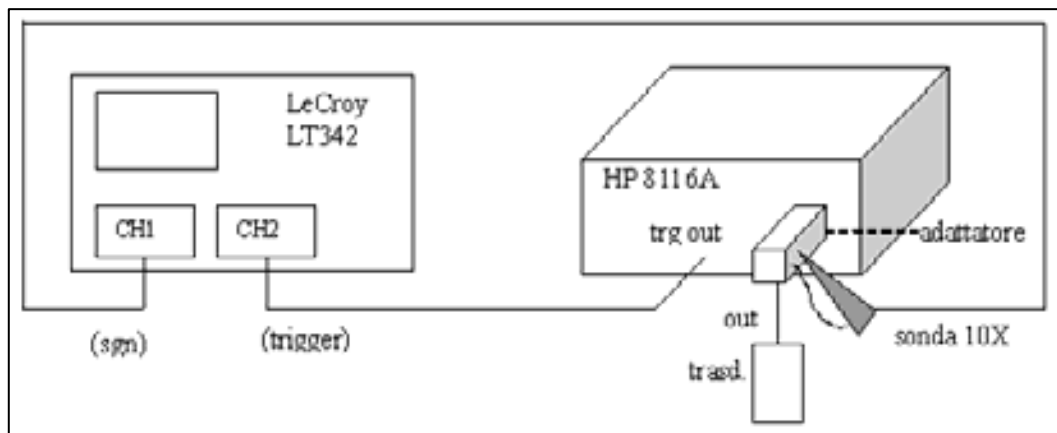 LeCroy
LT342
CH1
CH2
(sgn)
(trigger)
HP 8116A
trg out
adattatore
out
sonda 10X
trasd.